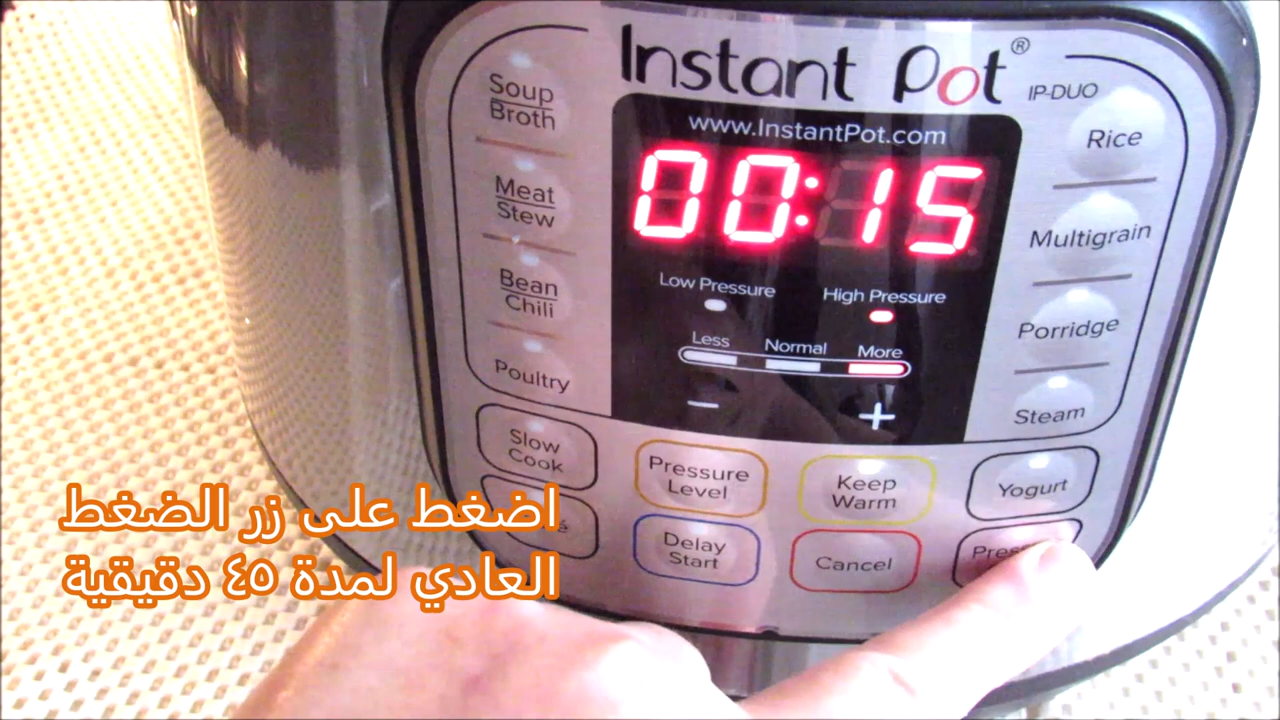 Instant Pot®
IP-DUO
www.InstantPot.com
00:15
Soup
Broth
Meat
Stew
Bean
Chili
Poultry
Low Pressure
High Pressure
Less
Normal
More
−
+
Rice
Multigrain
Porridge
Steam
Slow
Cook
Pressure
Level
Keep
Warm
Yogurt
Delay
Start
Cancel
اضغط على زر الضغط
العادي لمدة ٤٥ دقيقية